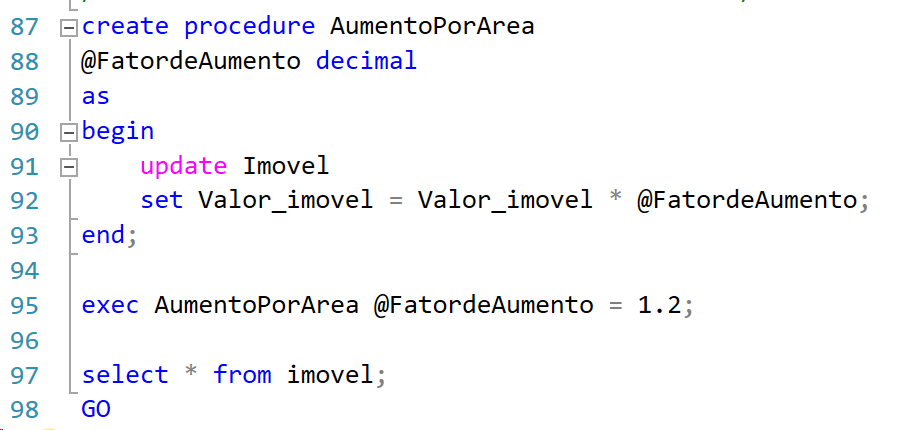 87 create procedure AumentoPorArea
88 @FatordeAumento decimal
89 as
90 begin
91     update Imovel
92     set Valor_imovel = Valor_imovel * @FatordeAumento;
93 end;
94
95 exec AumentoPorArea @FatordeAumento = 1.2;
96
97 select * from imovel;
98 GO